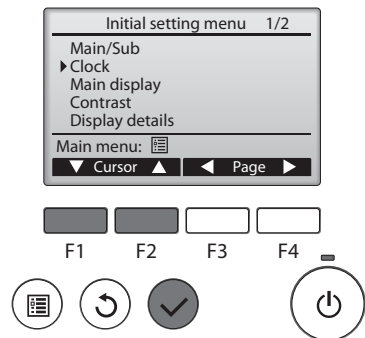 Initial setting menu 1/2
Main/Sub
Clock
Main display
Contrast
Display details
Main menu:
Cursor Page
F1 F2 F3 F4